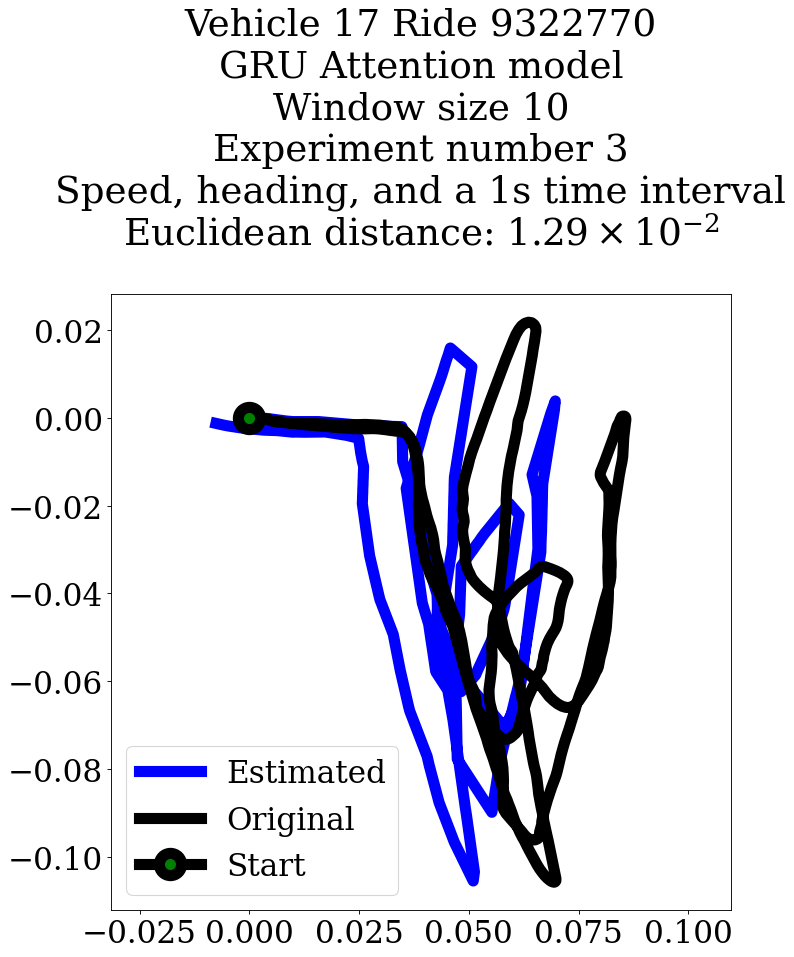 Vehicle 17 Ride 9322770
GRU Attention model
Window size 10
Experiment number 3
Speed, heading, and a 1s time interval
Euclidean distance: 1.29 × 10⁻²
0.02
0.00
−0.02
−0.04
−0.06
−0.08
−0.10
Estimated
Original
Start
−0.025 0.000 0.025 0.050 0.075 0.100